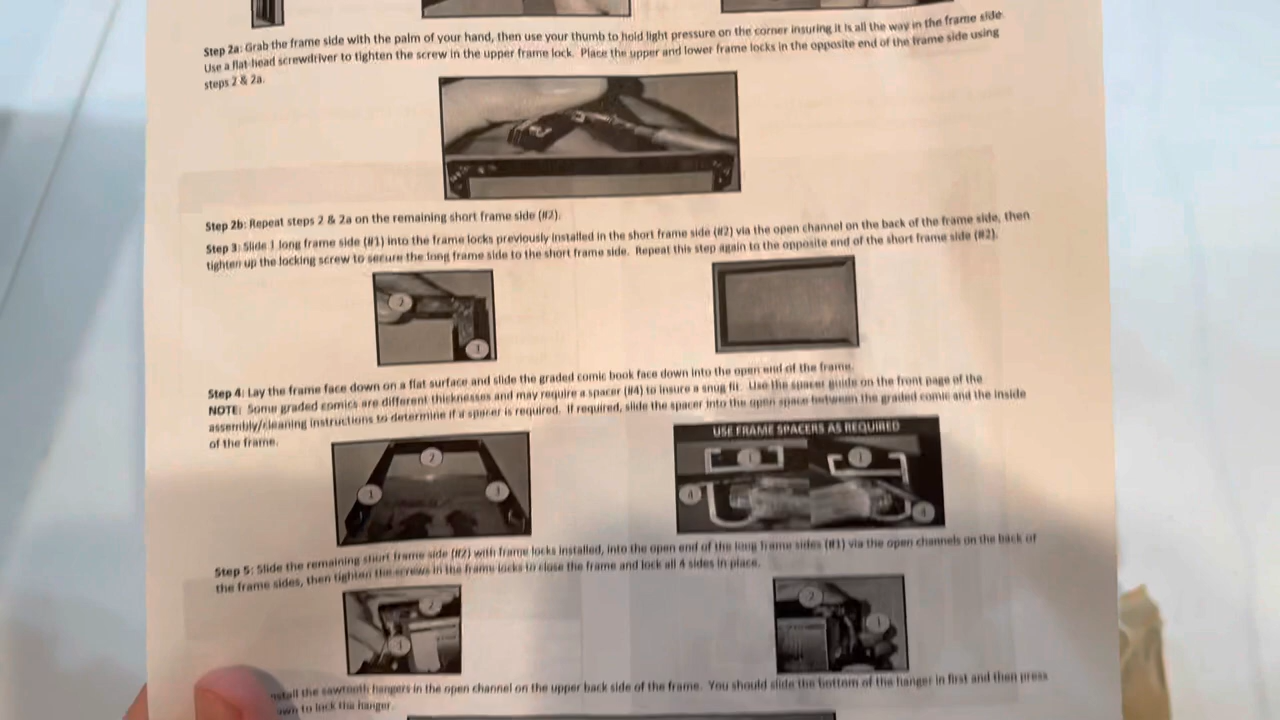 Step 2a: Grab the frame side with the palm of your hand, then use your thumb to hold light pressure on the corner insuring it is all the way in the frame side.
Use a flat-head screwdriver to tighten the screw in the upper frame lock. Place the upper and lower frame locks in the opposite end of the frame side using
steps 2 & 2a.
Step 2b: Repeat steps 2 & 2a on the remaining short frame side (#2).
Step 3: Slide 1 long frame side (#1) into the frame locks previously installed in the short frame side (#2) via the open channel on the back of the frame side, then
tighten up the locking screw to secure the long frame side to the short frame side. Repeat this step again to the opposite end of the short frame side (#2).
2
1
Step 4: Lay the frame face down on a flat surface and slide the graded comic book face down into the open end of the frame.
NOTE: Some graded comics are different thicknesses and may require a spacer (#4) to insure a snug fit. Use the spacer guide on the front page of the
assembly/cleaning instructions to determine if a spacer is required. If required, slide the spacer into the open space between the graded comic and the inside
of the frame.
USE FRAME SPACERS AS REQUIRED
2
1 1
1 1
4 4
Step 5: Slide the remaining short frame side (#2) with frame locks installed, into the open end of the long frame sides (#1) via the open channels on the back of
the frame sides, then tighten the screws in the frame locks to close the frame and lock all 4 sides in place.
2
1
2
1
the sawtooth hangers in the open channel on the upper back side of the frame. You should slide the bottom of the hanger in first and then press
to lock the hanger.